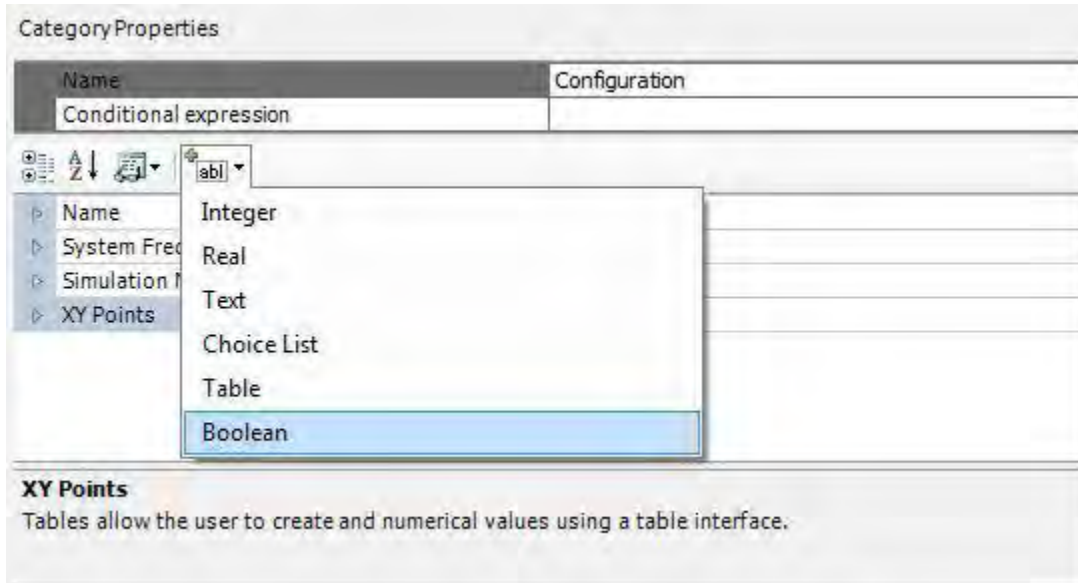 Category Properties
Name Configuration
Conditional expression
A
Z
abl
Name
System Freq
Simulation
XY Points
Integer
Real
Text
Choice List
Table
Boolean
XY Points
Tables allow the user to create and numerical values using a table interface.